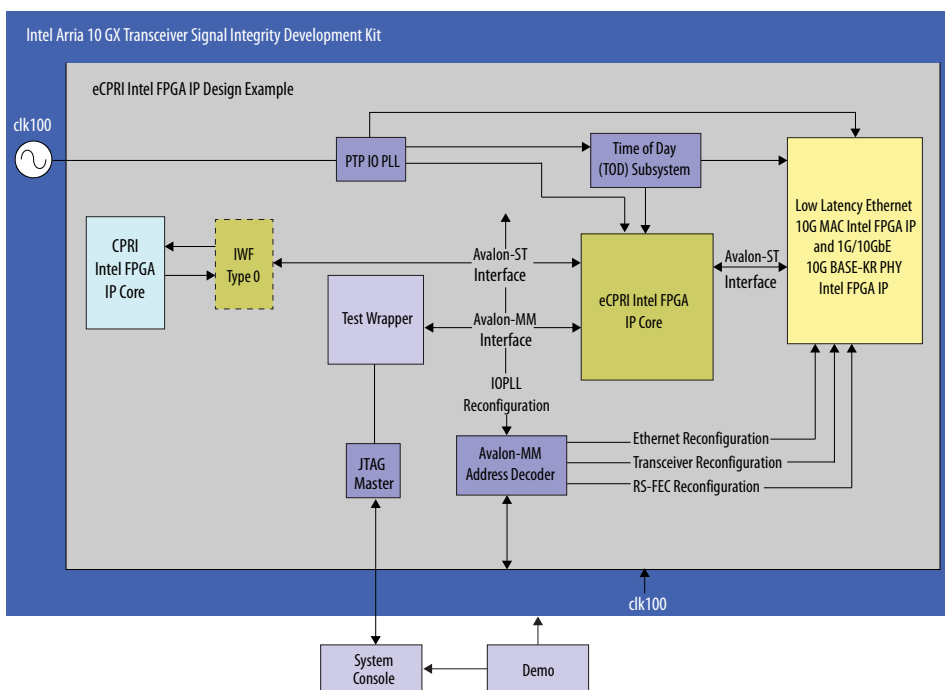 Intel Arria 10 GX Transceiver Signal Integrity Development Kit
eCPRI Intel FPGA IP Design Example
clk100
PTP IO PLL
Time of Day
(TOD) Subsystem
Low Latency Ethernet
10G MAC Intel FPGA IP
and 1G/10GbE
10G BASE-KR PHY
Intel FPGA IP
CPRI
Intel FPGA
IP Core
IWF
Type 0
Avalon-ST
Interface
eCPRI Intel FPGA
IP Core
Avalon-ST
Interface
Test Wrapper
Avalon-MM
Interface
IOPLL
Reconfiguration
JTAG
Master
Avalon-MM
Address Decoder
Ethernet Reconfiguration
Transceiver Reconfiguration
RS-FEC Reconfiguration
clk100
System
Console
Demo